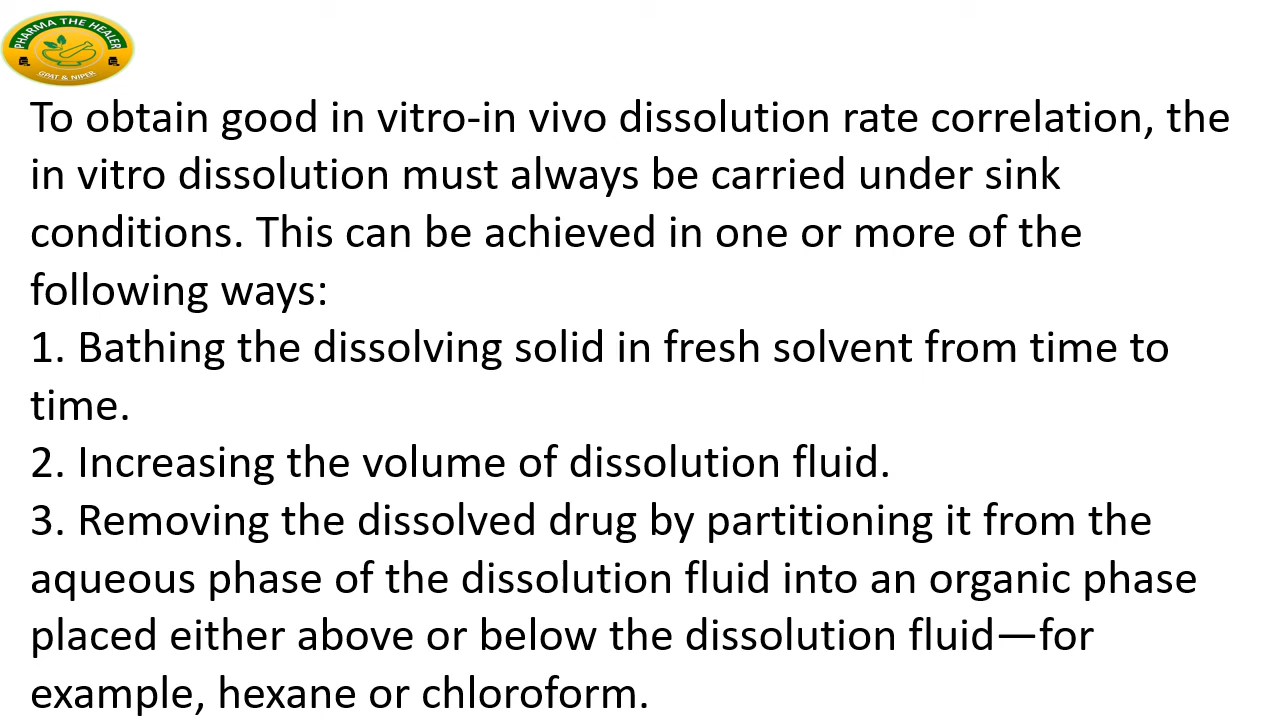 PHARMA THE HEALER
GPAT & NIPER
To obtain good in vitro-in vivo dissolution rate correlation, the
in vitro dissolution must always be carried under sink
conditions. This can be achieved in one or more of the
following ways:
1. Bathing the dissolving solid in fresh solvent from time to
time.
2. Increasing the volume of dissolution fluid.
3. Removing the dissolved drug by partitioning it from the
aqueous phase of the dissolution fluid into an organic phase
placed either above or below the dissolution fluid—for
example, hexane or chloroform.